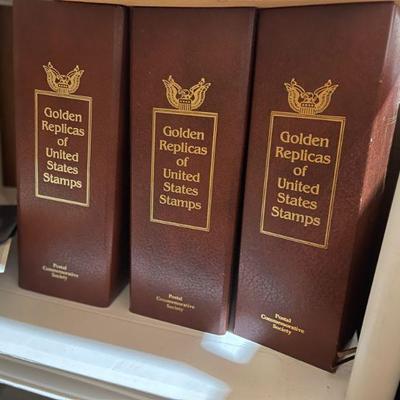 Golden
Replicas
of
United
States
Stamps
Postal
Commemorative
Society
Golden
Replicas
of
United
States
Stamps
Postal
Commemorative
Society
Golden
Replicas
of
United
States
Stamps
Postal
Commemorative
Society